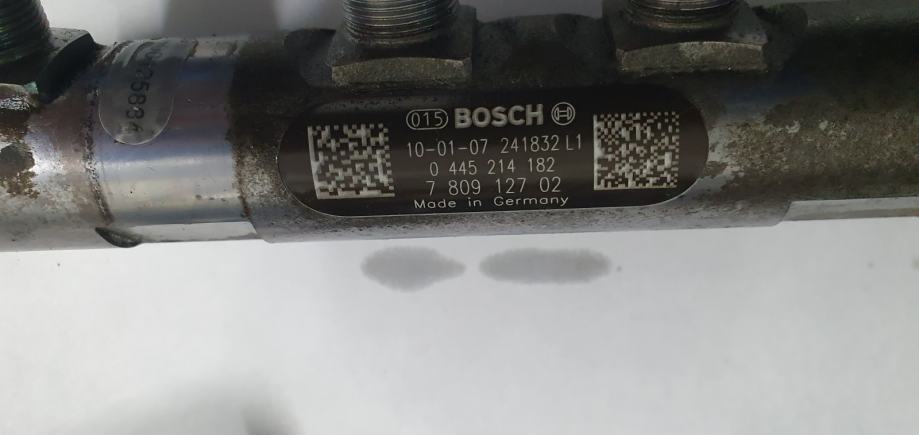 015 BOSCH
10-01-07 241832 L1
0 445 214 182
7 809 127 02
Made in Germany